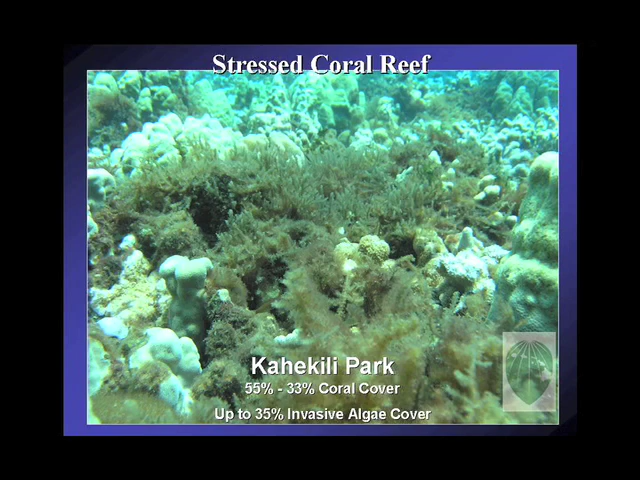 Stressed Coral Reef
Kahekili Park
55% - 33% Coral Cover
Up to 35% Invasive Algae Cover